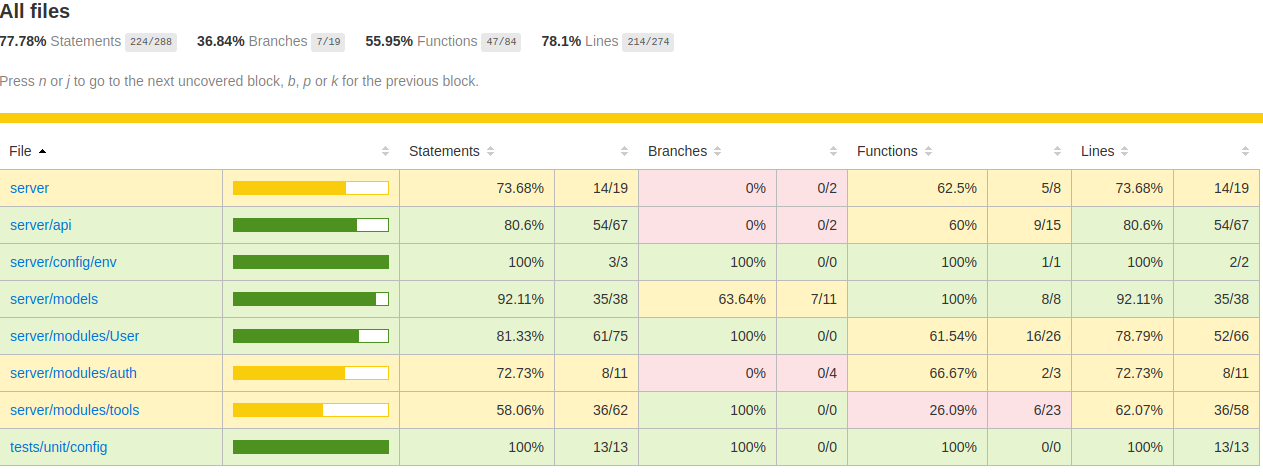 All files
77.78% Statements 224/288 36.84% Branches 7/19 55.95% Functions 47/84 78.1% Lines 214/274
Press n or j to go to the next uncovered block, b, p or k for the previous block.
File Statements Branches Functions Lines
server 73.68% 14/19 0% 0/2 62.5% 5/8 73.68% 14/19
server/api 80.6% 54/67 0% 0/2 60% 9/15 80.6% 54/67
server/config/env 100% 3/3 100% 0/0 100% 1/1 100% 2/2
server/models 92.11% 35/38 63.64% 7/11 100% 8/8 92.11% 35/38
server/modules/User 81.33% 61/75 100% 0/0 61.54% 16/26 78.79% 52/66
server/modules/auth 72.73% 8/11 0% 0/4 66.67% 2/3 72.73% 8/11
server/modules/tools 58.06% 36/62 100% 0/0 26.09% 6/23 62.07% 36/58
tests/unit/config 100% 13/13 100% 0/0 100% 0/0 100% 13/13